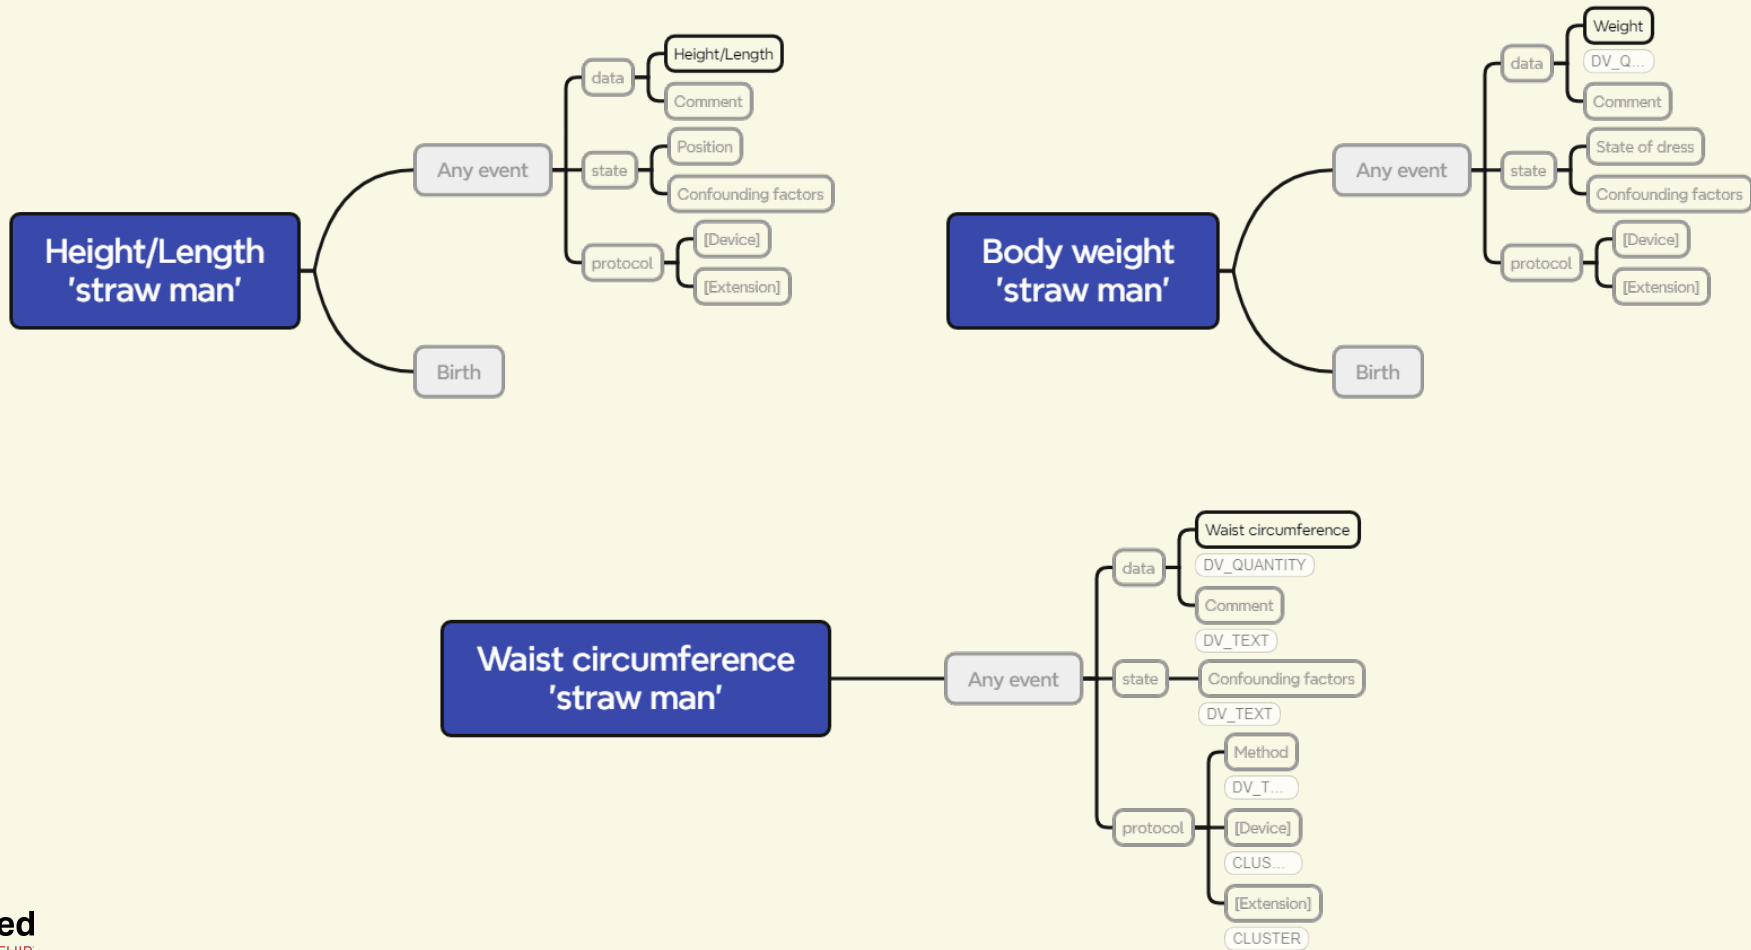 Height/Length
'straw man'
Any event
data
Height/Length
Comment
state
Position
Confounding factors
protocol
[Device]
[Extension]
Birth
Body weight
'straw man'
Any event
data
Weight
DV_Q...
Comment
state
State of dress
Confounding factors
protocol
[Device]
[Extension]
Birth
Waist circumference
'straw man'
Any event
data
Waist circumference
DV_QUANTITY
Comment
DV_TEXT
state
Confounding factors
DV_TEXT
protocol
Method
DV_T...
[Device]
CLUS...
[Extension]
CLUSTER
ed